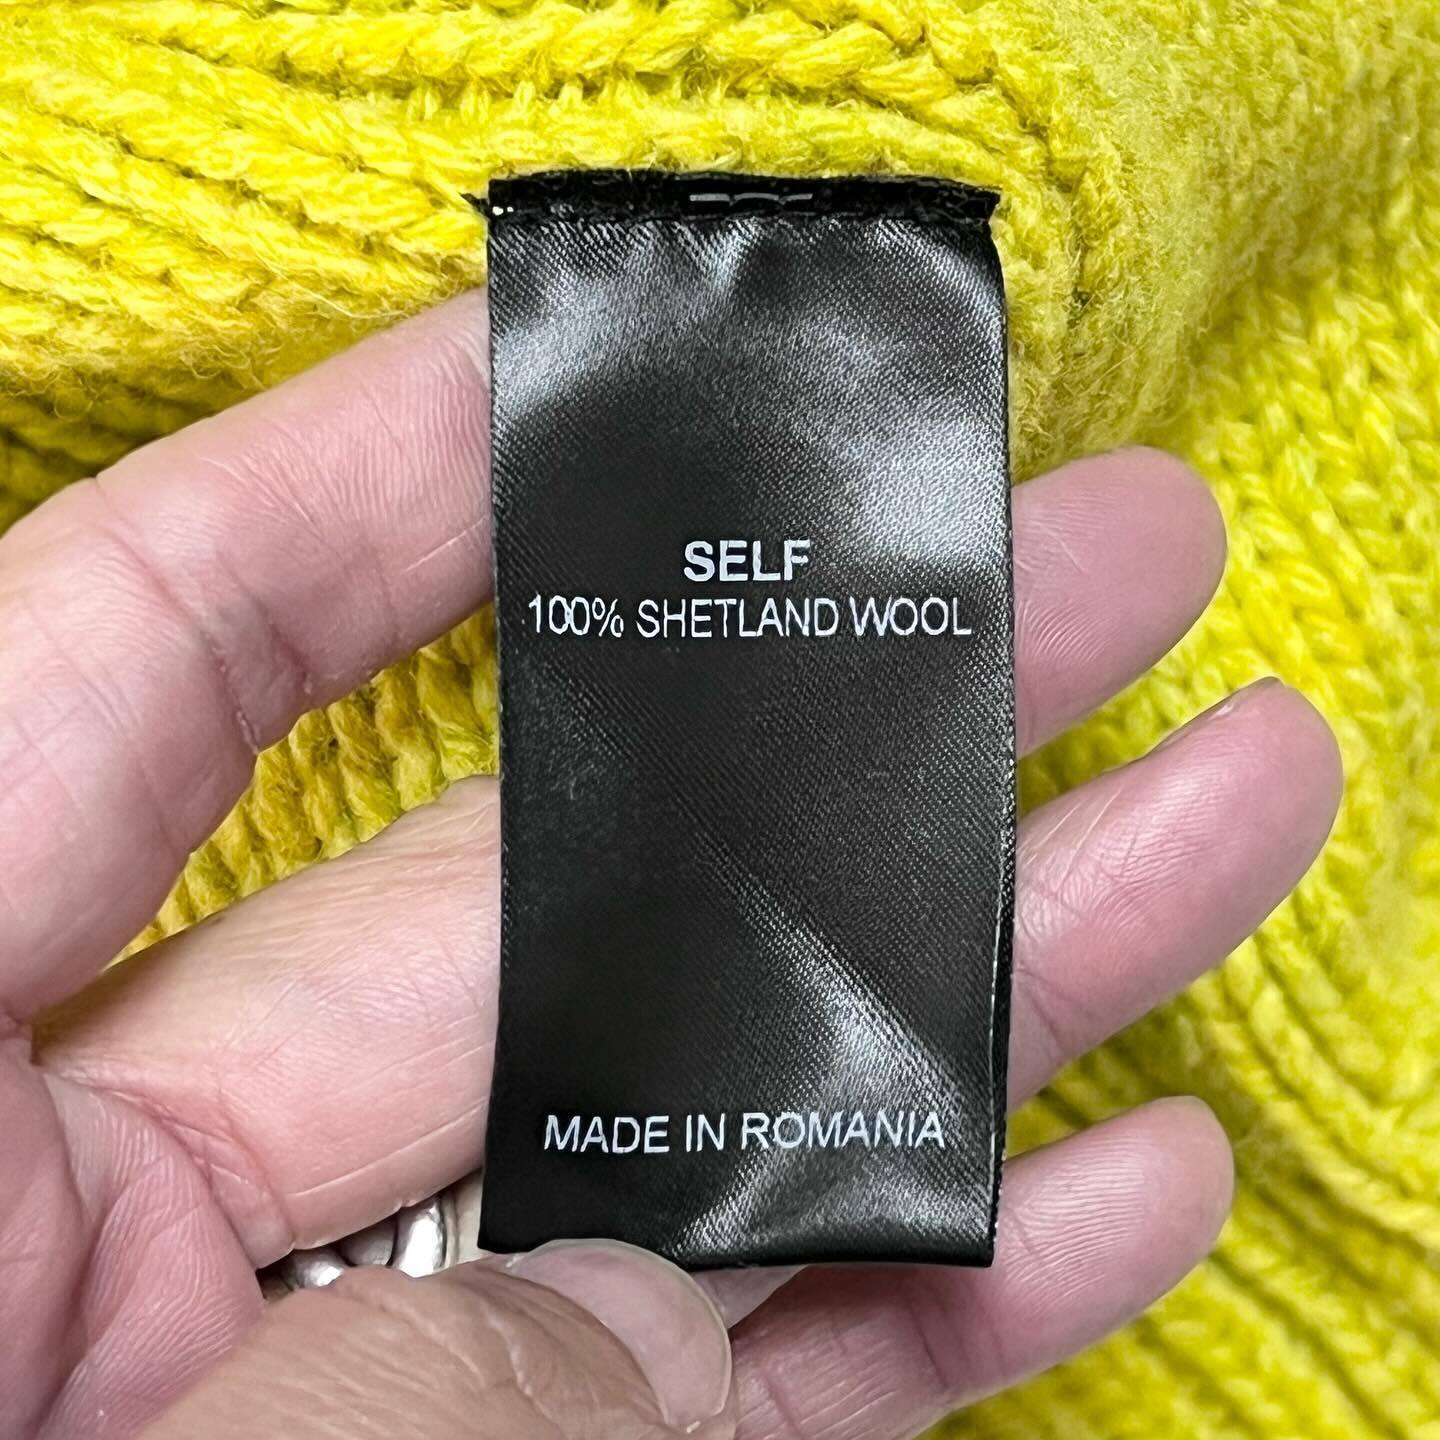 SELF
100% SHETLAND WOOL
MADE IN ROMANIA